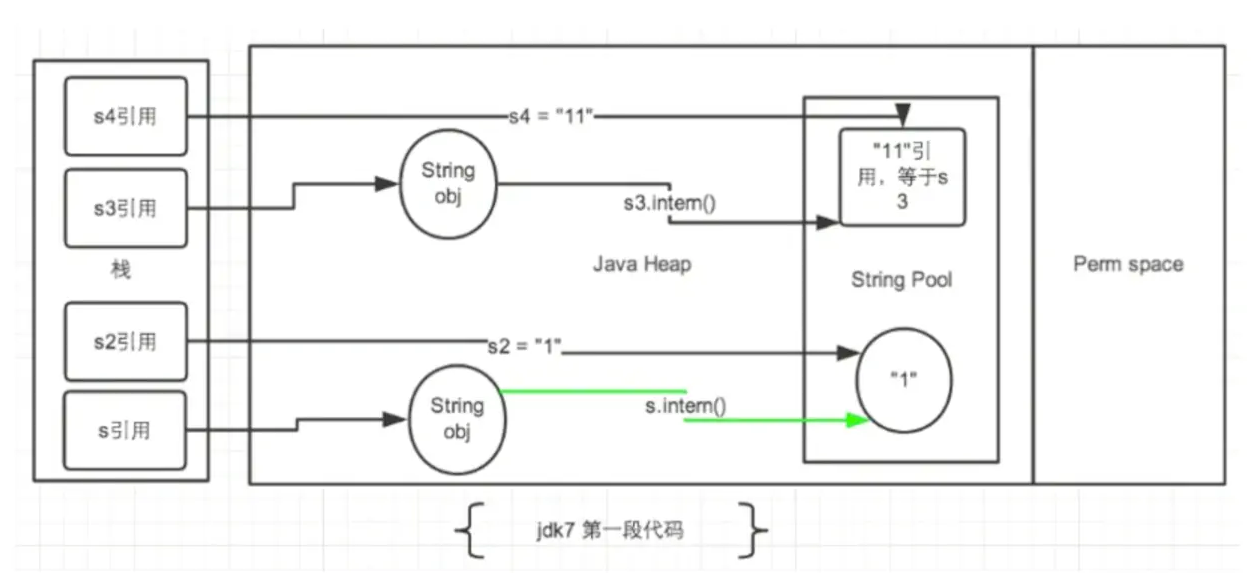 s4引用
s4 = "11"
"11"引
用，等于s
3
String
obj
s3引用
s3.intern()
栈
Java Heap
String Pool
Perm space
s2引用
s2 = "1"
"1"
String
obj
s.intern()
s引用
jdk7 第一段代码